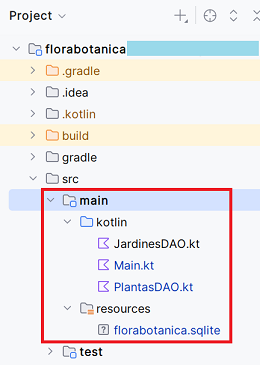 Project
florabotanica
.gradle
.idea
.kotlin
build
gradle
src
main
kotlin
JardinesDAO.kt
Main.kt
PlantasDAO.kt
resources
florabotanica.sqlite
test